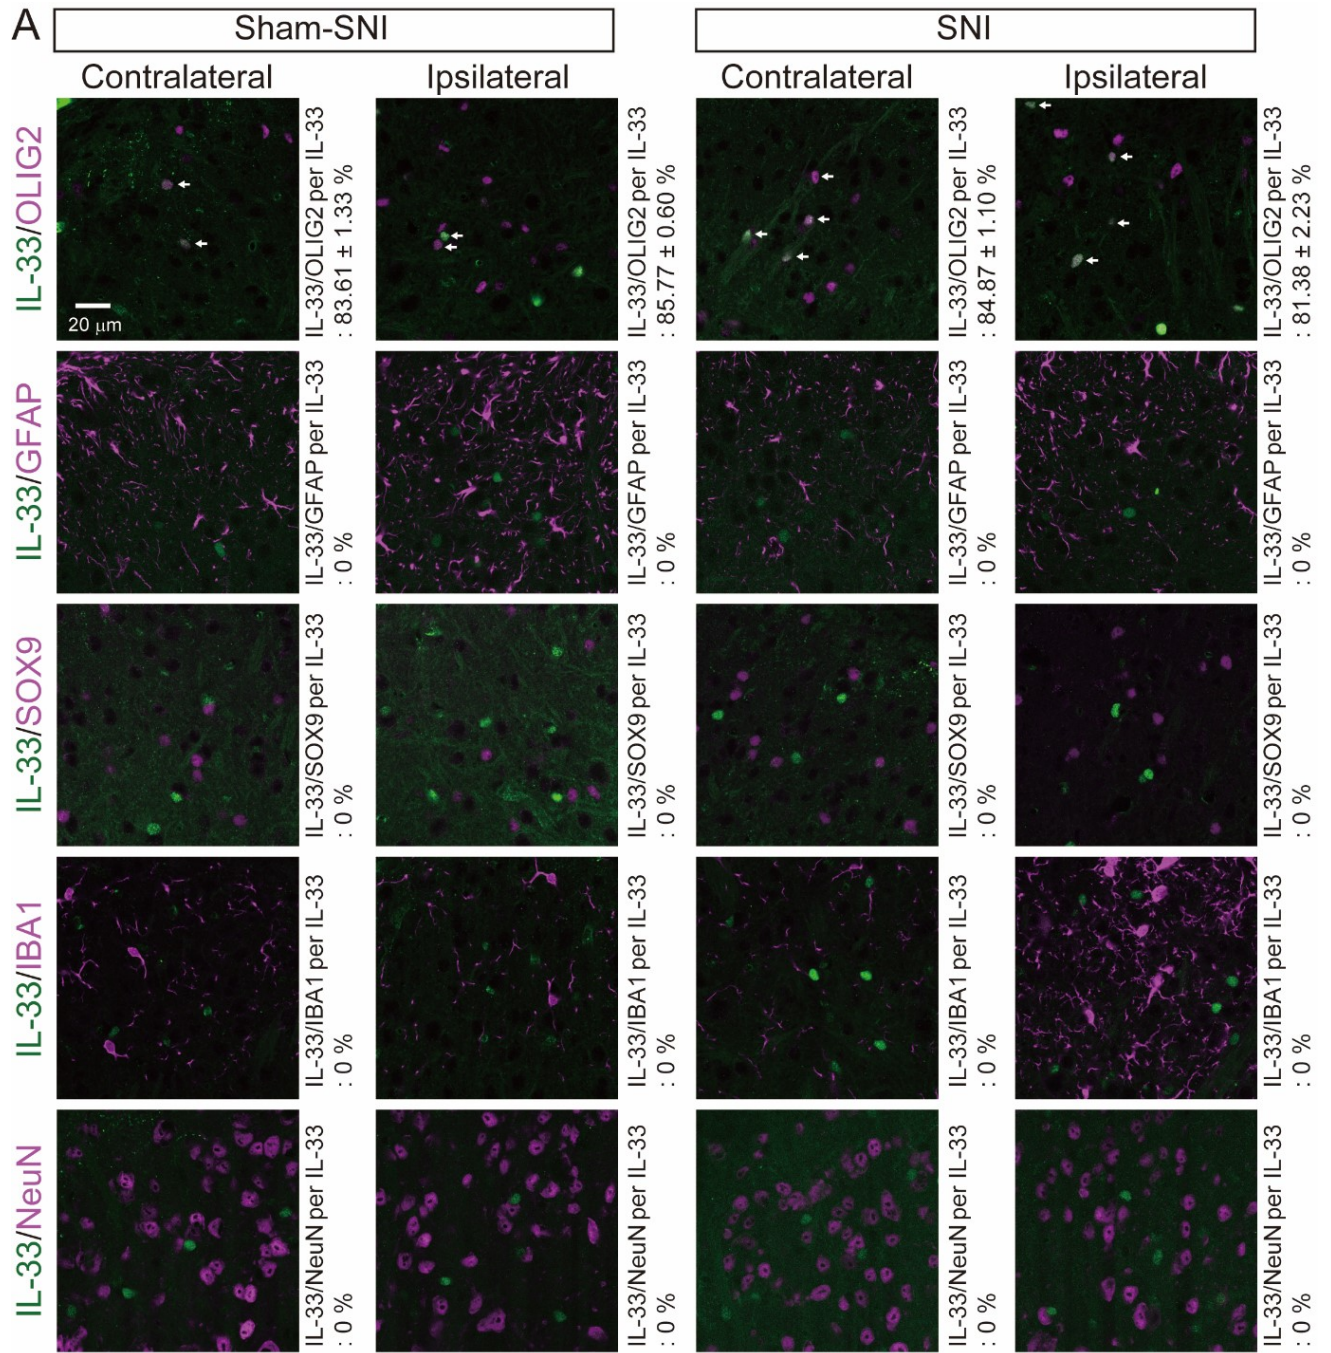 A
Sham-SNI
SNI
Contralateral
Ipsilateral
Contralateral
Ipsilateral
IL-33/OLIG2
20 μm
IL-33/OLIG2 per IL-33
: 83.61 ± 1.33 %
IL-33/OLIG2 per IL-33
: 85.77 ± 0.60 %
IL-33/OLIG2 per IL-33
: 84.87 ± 1.10 %
IL-33/OLIG2 per IL-33
: 81.38 ± 2.23 %
IL-33/GFAP
IL-33/GFAP per IL-33
: 0 %
IL-33/GFAP per IL-33
: 0 %
IL-33/GFAP per IL-33
: 0 %
IL-33/GFAP per IL-33
: 0 %
IL-33/SOX9
IL-33/SOX9 per IL-33
: 0 %
IL-33/SOX9 per IL-33
: 0 %
IL-33/SOX9 per IL-33
: 0 %
IL-33/SOX9 per IL-33
: 0 %
IL-33/IBA1
IL-33/IBA1 per IL-33
: 0 %
IL-33/IBA1 per IL-33
: 0 %
IL-33/IBA1 per IL-33
: 0 %
IL-33/IBA1 per IL-33
: 0 %
IL-33/NeuN
IL-33/NeuN per IL-33
: 0 %
IL-33/NeuN per IL-33
: 0 %
IL-33/NeuN per IL-33
: 0 %
IL-33/NeuN per IL-33
: 0 %